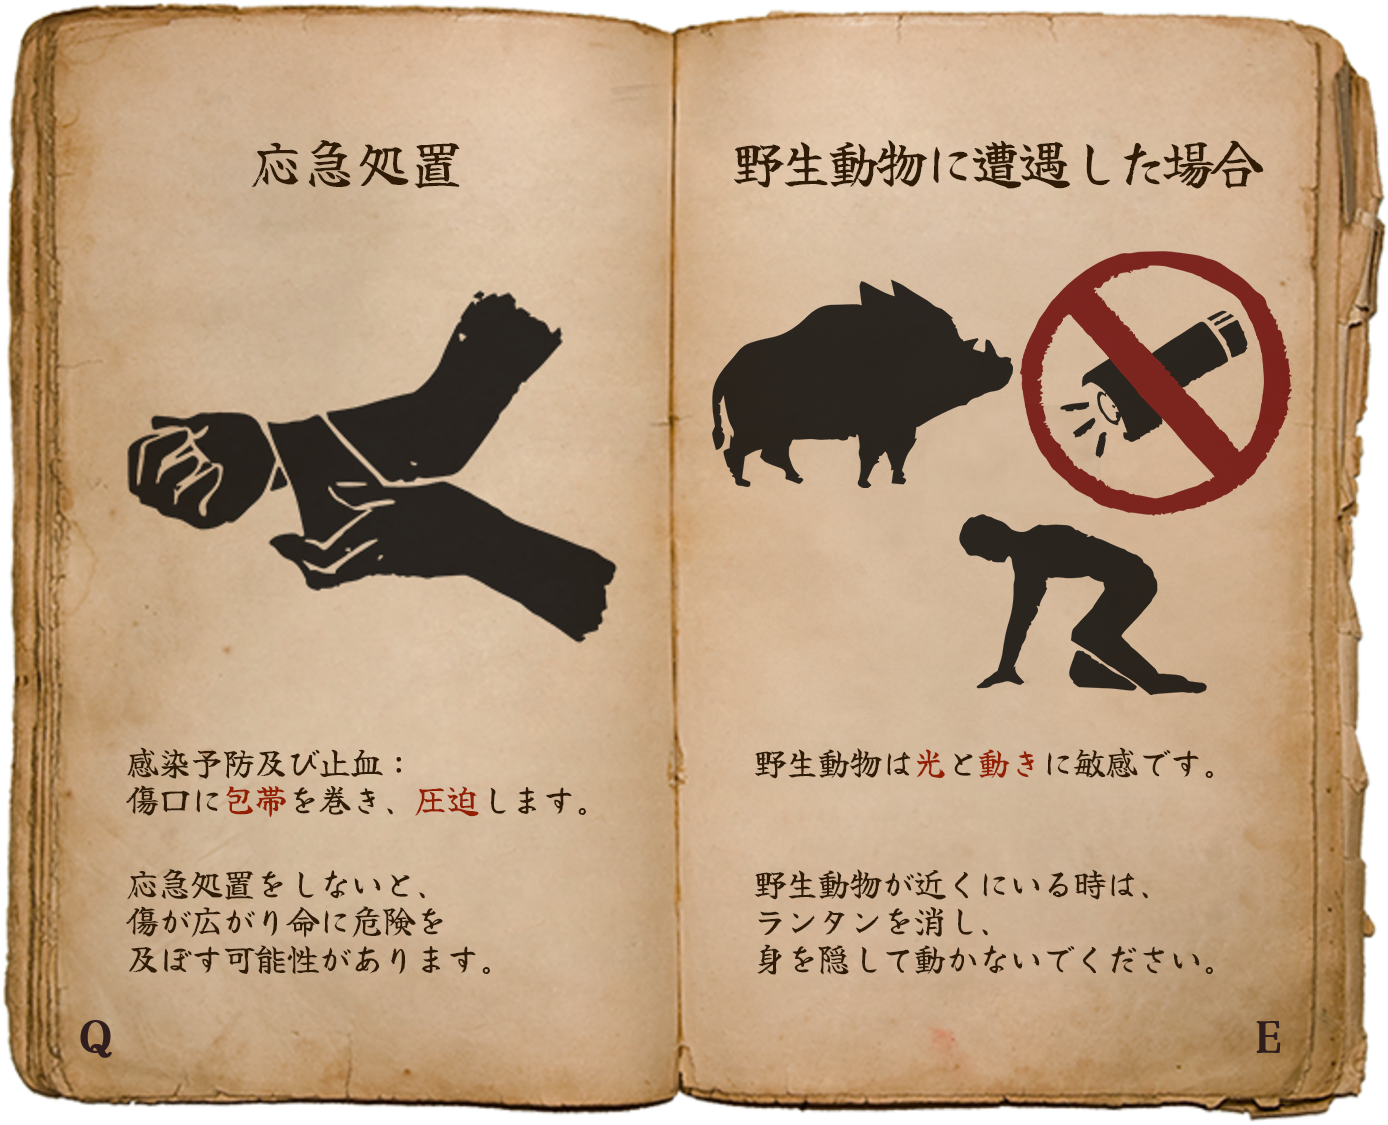 応急処置
感染予防及び止血：
傷口に包帯を巻き、圧迫します。
応急処置をしないと、
傷が広がり命に危険を
及ぼす可能性があります。
Q
野生動物に遭遇した場合
野生動物は光と動きに敏感です。
野生動物が近くにいる時は、
ランタンを消し、
身を隠して動かないでください。
E